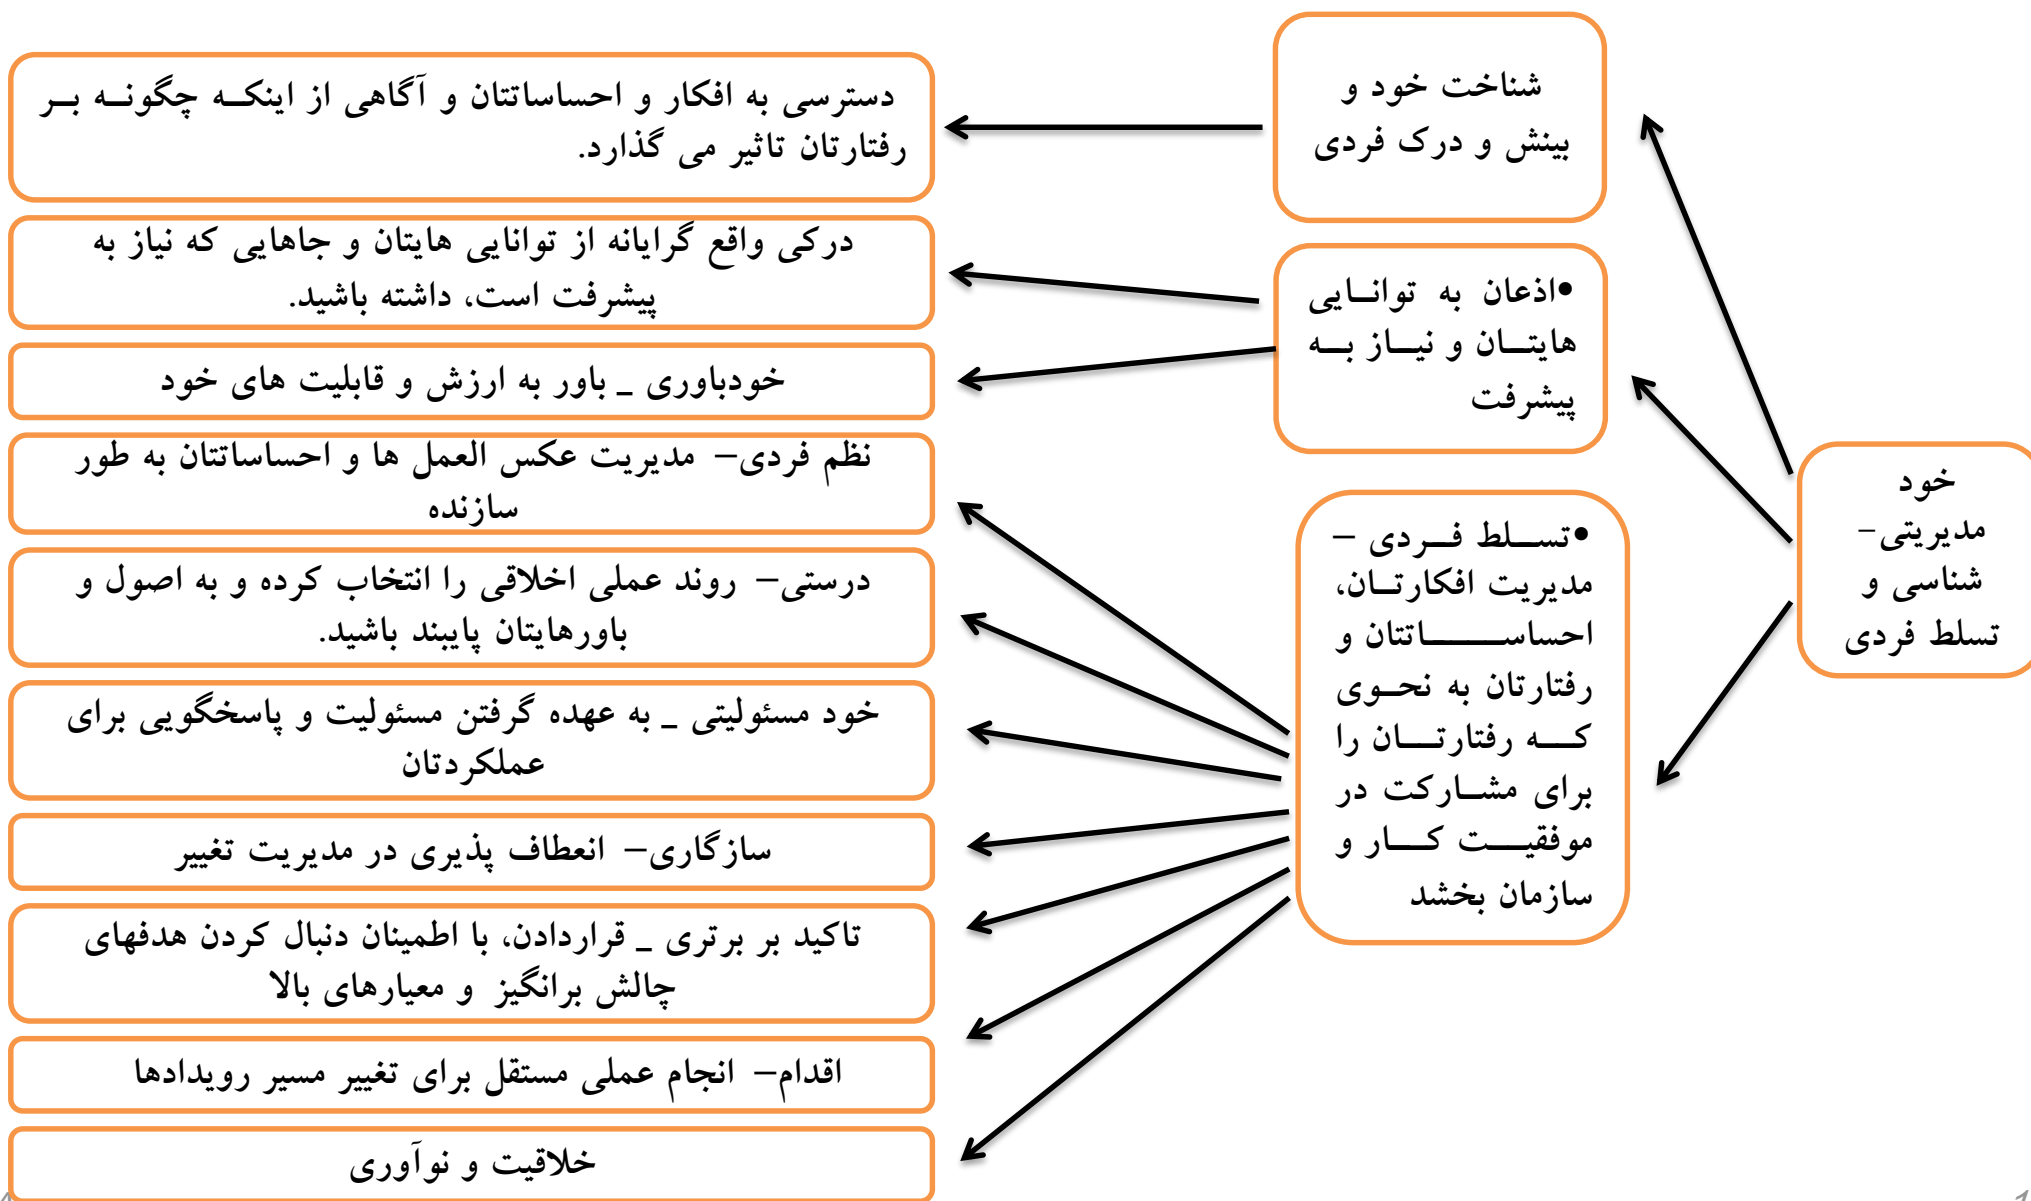 خود
مدیریتی–
شناسی و
تسلط فردی
شناخت خود و
بینش و درک فردی
•اذعان به توانایی
هایتان و نیاز به
پیشرفت
•تسلط فردی –
مدیریت افکارتان،
احساساتتان و
رفتارتان به نحوی
که رفتارتان را
برای مشارکت در
موفقیت کار و
سازمان بخشد
دسترسی به افکار و احساساتتان و آگاهی از اینکه چگونه بر
رفتارتان تاثیر می گذارد.
درکی واقع گرایانه از توانایی هایتان و جاهایی که نیاز به
پیشرفت است، داشته باشید.
خودباوری _ باور به ارزش و قابلیت های خود
نظم فردی– مدیریت عکس العمل ها و احساساتتان به طور
سازنده
درستی– روند عملی اخلاقی را انتخاب کرده و به اصول و
باورهایتان پایبند باشید.
خود مسئولیتی _ به عهده گرفتن مسئولیت و پاسخگویی برای
عملکردتان
سازگاری– انعطاف پذیری در مدیریت تغییر
تاکید بر برتری _ قراردادن، با اطمینان دنبال کردن هدفهای
چالش برانگیز و معیارهای بالا
اقدام– انجام عملی مستقل برای تغییر مسیر رویدادها
خلاقیت و نوآوری